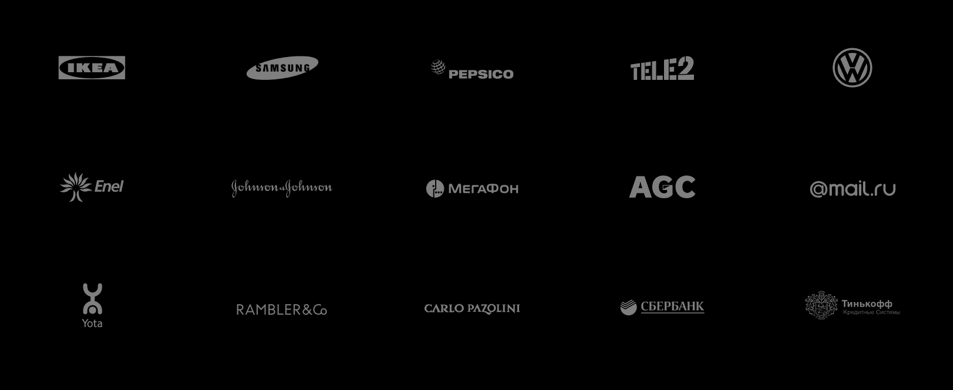 IKEA
SAMSUNG
PEPSICO
TELE2
VW
Enel
Johnson & Johnson
МЕГАФОН
AGC
@mail.ru
Yota
RAMBLER&Co
CARLO PAZOLINI
СБЕРБАНК
Тинькофф
Кредитные Системы